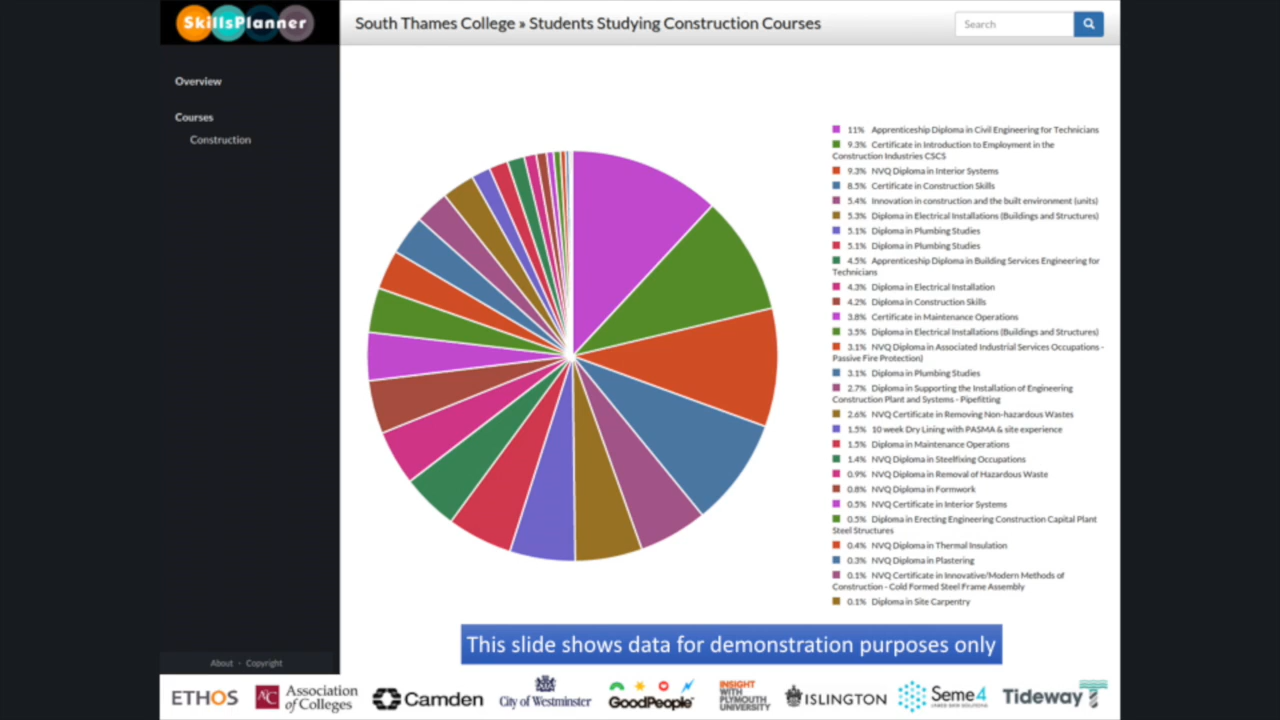 SkillsPlanner
South Thames College » Students Studying Construction Courses
Search
Overview
Courses
Construction
11% Apprenticeship Diploma in Civil Engineering for Technicians
9.3% Certificate in Introduction to Employment in the
Construction Industries CSCS
9.3% NVQ Diploma in Interior Systems
8.5% Certificate in Construction Skills
5.4% Innovation in construction and the built environment (units)
5.3% Diploma in Electrical Installations (Buildings and Structures)
5.1% Diploma in Plumbing Studies
5.1% Diploma in Plumbing Studies
4.5% Apprenticeship Diploma in Building Services Engineering for
Technicians
4.3% Diploma in Electrical Installation
4.2% Diploma in Construction Skills
3.8% Certificate in Maintenance Operations
3.5% Diploma in Electrical Installations (Buildings and Structures)
3.1% NVQ Diploma in Associated Industrial Services Occupations -
Passive Fire Protection)
3.1% Diploma in Plumbing Studies
2.7% Diploma in Supporting the Installation of Engineering
Construction Plant and Systems - Pipefitting
2.6% NVQ Certificate in Removing Non-hazardous Wastes
1.5% 10 week Dry Lining with PASMA & site experience
1.5% Diploma in Maintenance Operations
1.4% NVQ Diploma in Steelfixing Occupations
0.9% NVQ Diploma in Removal of Hazardous Waste
0.8% NVQ Diploma in Formwork
0.5% NVQ Certificate in Interior Systems
0.5% Diploma in Erecting Engineering Construction Capital Plant
Steel Structures
0.4% NVQ Diploma in Thermal Insulation
0.3% NVQ Diploma in Plastering
0.1% NVQ Certificate in Innovative/Modern Methods of
Construction - Cold Formed Steel Frame Assembly
0.1% Diploma in Site Carpentry
This slide shows data for demonstration purposes only
About - Copyright
ETHOS
AoC
Association
of Colleges
Camden
City of Westminster
GoodPeople
INSIGHT
WITH
PLYMOUTH
UNIVERSITY
ISLINGTON
Seme4
Tideway